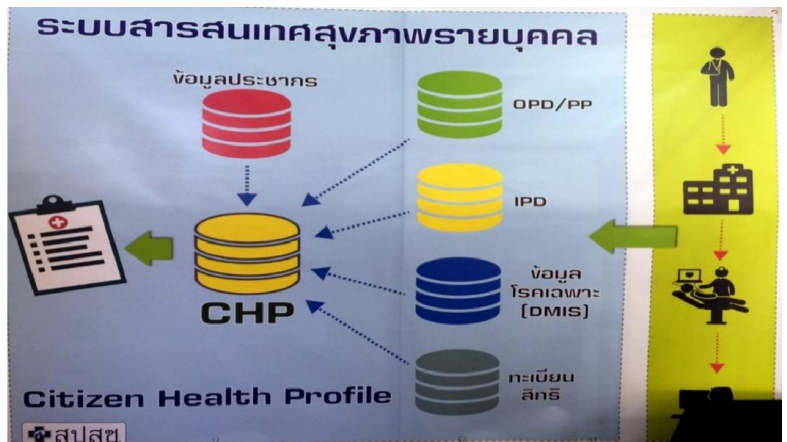 ระบบสารสนเทศสุขภาพรายบุคคล
ข้อมูลประชากร
OPD/PP
IPD
ข้อมูล
โรคเฉพาะ
(DMIS)
CHP
ทะเบียน
สิทธิ
Citizen Health Profile
สปสช.